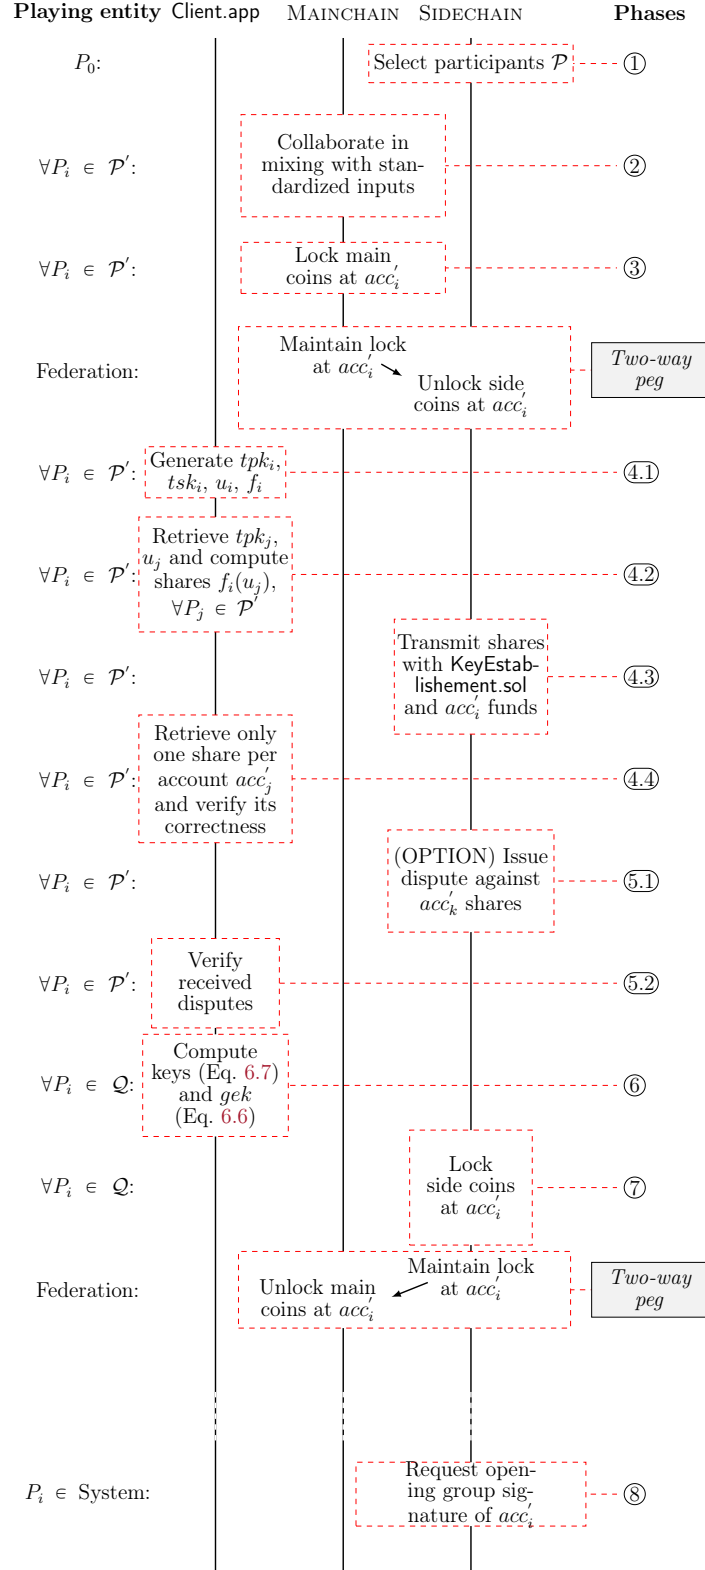 Playing entity Client.app MAINCHAIN SIDECHAIN Phases
P₀: Select participants 𝒫 ①
∀Pᵢ ∈ 𝒫′:
Collaborate in
mixing with stan-
dardized inputs
②
∀Pᵢ ∈ 𝒫′:
Lock main
coins at acc′ᵢ
③
Federation:
Maintain lock
at acc′ᵢ
Unlock side
coins at acc′ᵢ
Two-way
peg
∀Pᵢ ∈ 𝒫′:
Generate tpkᵢ,
tskᵢ, uᵢ, fᵢ
4.1
∀Pᵢ ∈ 𝒫′:
Retrieve tpkⱼ,
uⱼ and compute
shares fᵢ(uⱼ),
∀Pⱼ ∈ 𝒫′
4.2
∀Pᵢ ∈ 𝒫′:
Transmit shares
with KeyEstab-
lishement.sol
and acc′ᵢ funds
4.3
∀Pᵢ ∈ 𝒫′:
Retrieve only
one share per
account acc′ⱼ
and verify its
correctness
4.4
∀Pᵢ ∈ 𝒫′:
(OPTION) Issue
dispute against
acc′ₖ shares
5.1
∀Pᵢ ∈ 𝒫′:
Verify
received
disputes
5.2
∀Pᵢ ∈ 𝒬:
Compute
keys (Eq. 6.7)
and gek
(Eq. 6.6)
⑥
∀Pᵢ ∈ 𝒬:
Lock
side coins
at acc′ᵢ
⑦
Federation:
Maintain lock
at acc′ᵢ
Unlock main
coins at acc′ᵢ
Two-way
peg
Pᵢ ∈ System:
Request open-
ing group sig-
nature of acc′ᵢ
⑧